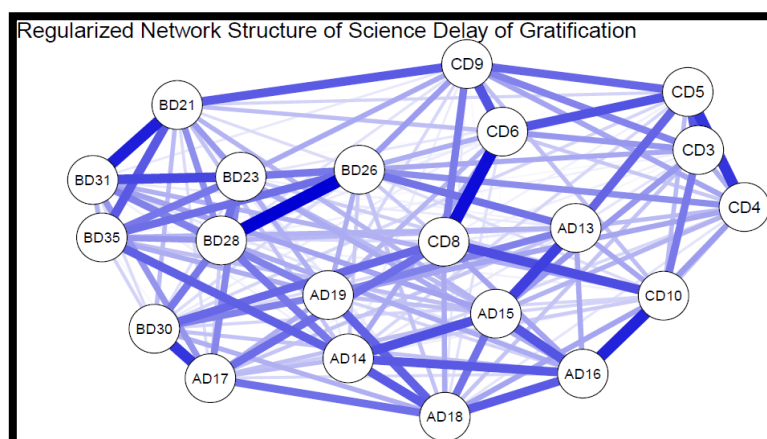 Regularized Network Structure of Science Delay of Gratification
CD9
BD21
CD5
CD6
CD3
BD26
BD31
BD23
CD4
BD35
BD28
CD8
AD13
AD19
CD10
AD15
BD30
AD14
AD17
AD16
AD18